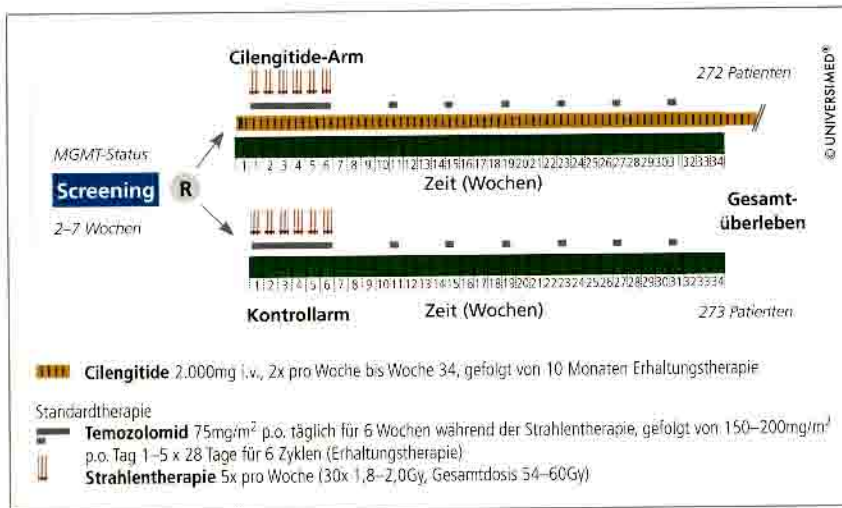 Cilengitide-Arm
272 Patienten
© UNIVERSIMED®
MGMT-Status
Screening
R
2–7 Wochen
1 1 2 3 4 5 6 7 8 9 10 11 12 13 14 15 16 17 18 19 20 21 22 23 24 25 26 27 28 29 30 31 32 33 34
Zeit (Wochen)
Gesamt-
überleben
1 2 3 4 5 6 7 8 9 10 11 12 13 14 15 16 17 18 19 20 21 22 23 24 25 26 27 28 29 30 31 32 33 34
Kontrollarm
Zeit (Wochen)
273 Patienten
Cilengitide 2.000mg i.v., 2x pro Woche bis Woche 34, gefolgt von 10 Monaten Erhaltungstherapie
Standardtherapie
Temozolomid 75mg/m² p.o. täglich für 6 Wochen während der Strahlentherapie, gefolgt von 150–200mg/m²
p.o. Tag 1–5 x 28 Tage für 6 Zyklen (Erhaltungstherapie)
Strahlentherapie 5x pro Woche (30x 1,8–2,0Gy, Gesamtdosis 54–60Gy)